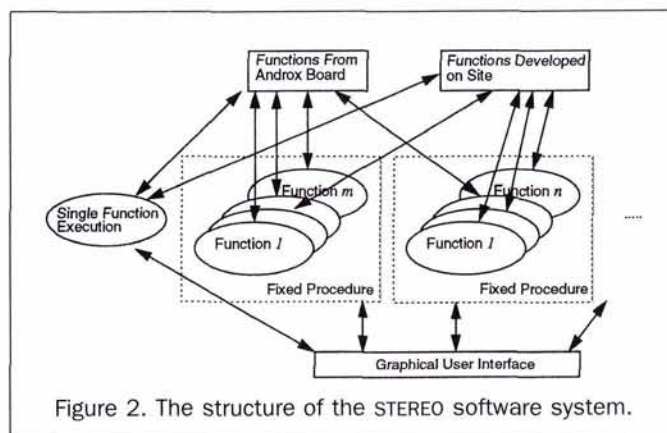 Functions From
Androx Board
Functions Developed
on Site
Single Function
Execution
Function m
Function 1
Fixed Procedure
Function n
Function 1
Fixed Procedure
.....
Graphical User Interface
Figure 2. The structure of the STEREO software system.